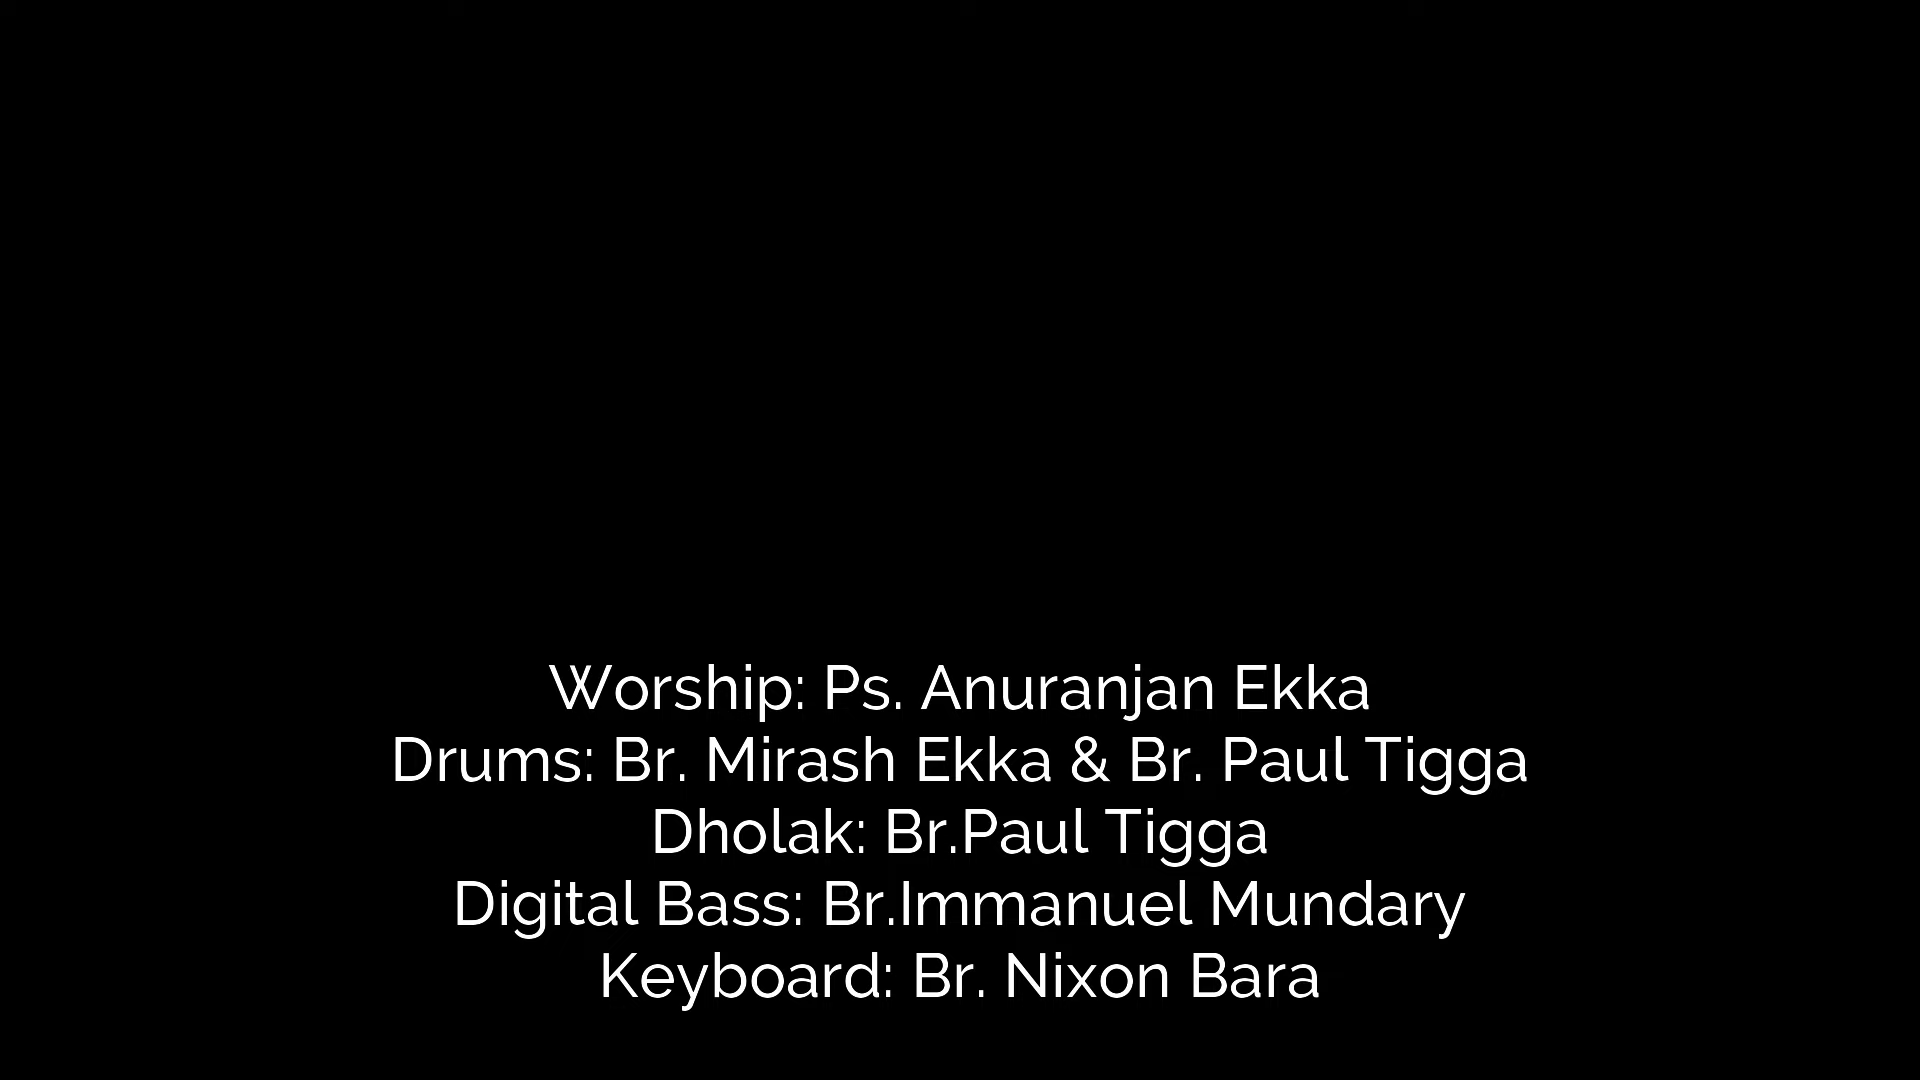 Worship: Ps. Anuranjan Ekka
Drums: Br. Mirash Ekka & Br. Paul Tigga
Dholak: Br.Paul Tigga
Digital Bass: Br.Immanuel Mundary
Keyboard: Br. Nixon Bara